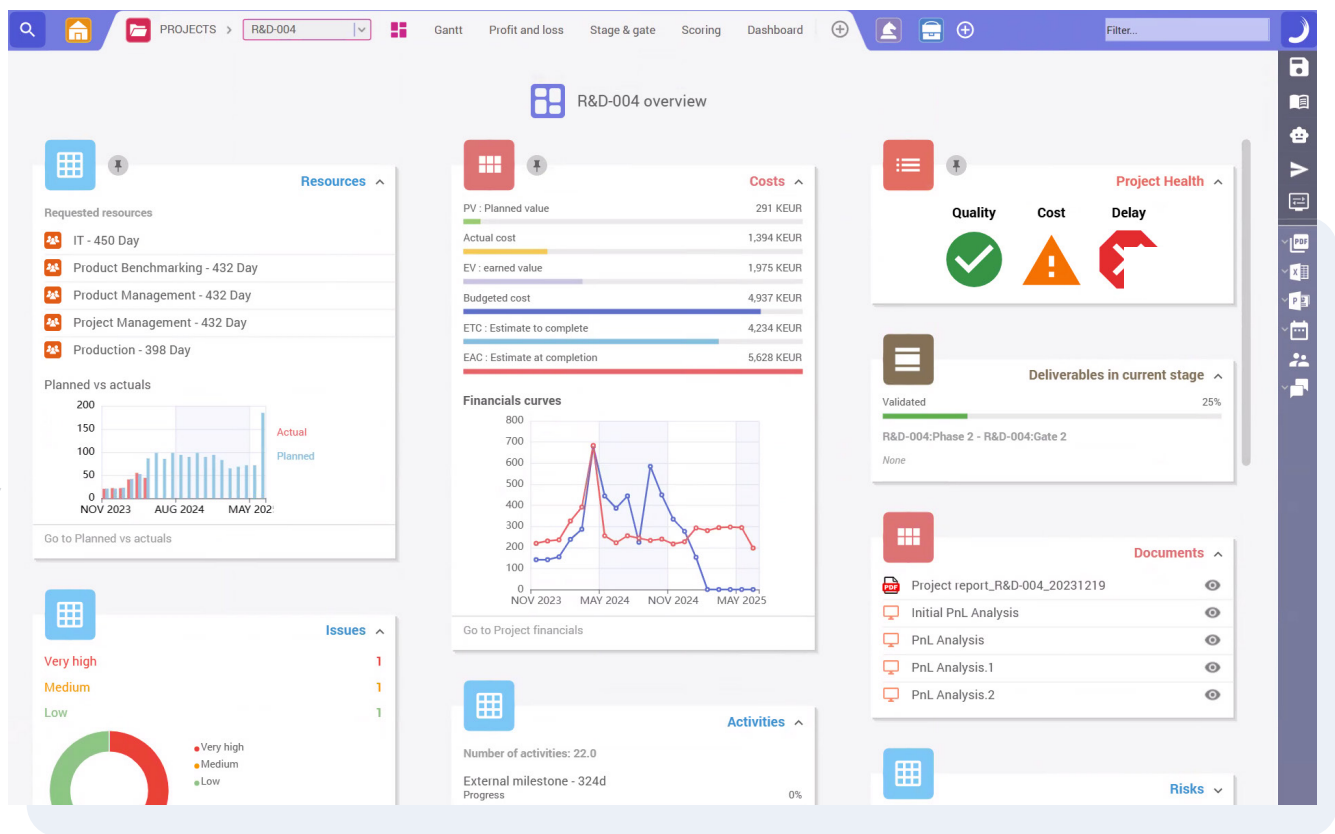 PROJECTS > R&D-004 Gantt Profit and loss Stage & gate Scoring Dashboard Filter...
R&D-004 overview
Resources
Requested resources
IT - 450 Day
Product Benchmarking - 432 Day
Product Management - 432 Day
Project Management - 432 Day
Production - 398 Day
Planned vs actuals
200
150
100
50
0
Actual
Planned
NOV 2023 AUG 2024 MAY 202
Go to Planned vs actuals
Issues
Very high 1
Medium 1
Low 1
Very high
Medium
Low
Costs
PV : Planned value 291 KEUR
Actual cost 1,394 KEUR
EV : earned value 1,975 KEUR
Budgeted cost 4,937 KEUR
ETC : Estimate to complete 4,234 KEUR
EAC : Estimate at completion 5,628 KEUR
Financials curves
800
700
600
500
400
300
200
100
0
NOV 2023 MAY 2024 NOV 2024 MAY 2025
Go to Project financials
Activities
Number of activities: 22.0
External milestone - 324d
Progress 0%
Project Health
Quality Cost Delay
Deliverables in current stage
Validated 25%
R&D-004:Phase 2 - R&D-004:Gate 2
None
Documents
PDF Project report_R&D-004_20231219
Initial PnL Analysis
PnL Analysis
PnL Analysis.1
PnL Analysis.2
Risks
PDF
X
P